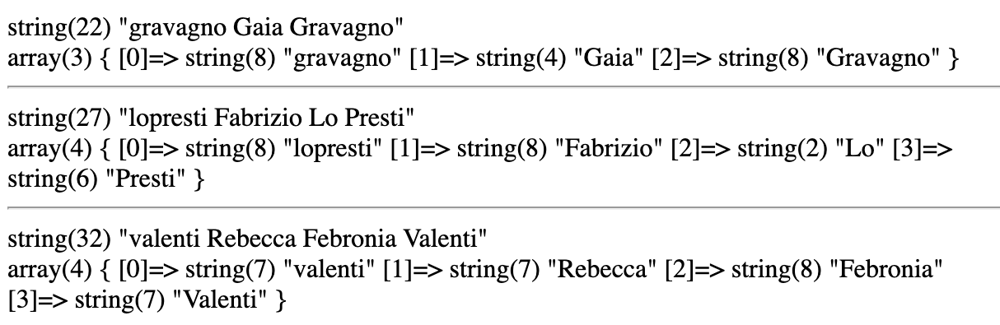 string(22) "gravagno Gaia Gravagno"
array(3) { [0]=> string(8) "gravagno" [1]=> string(4) "Gaia" [2]=> string(8) "Gravagno" }
string(27) "lopresti Fabrizio Lo Presti"
array(4) { [0]=> string(8) "lopresti" [1]=> string(8) "Fabrizio" [2]=> string(2) "Lo" [3]=>
string(6) "Presti" }
string(32) "valenti Rebecca Febronia Valenti"
array(4) { [0]=> string(7) "valenti" [1]=> string(7) "Rebecca" [2]=> string(8) "Febronia"
[3]=> string(7) "Valenti" }